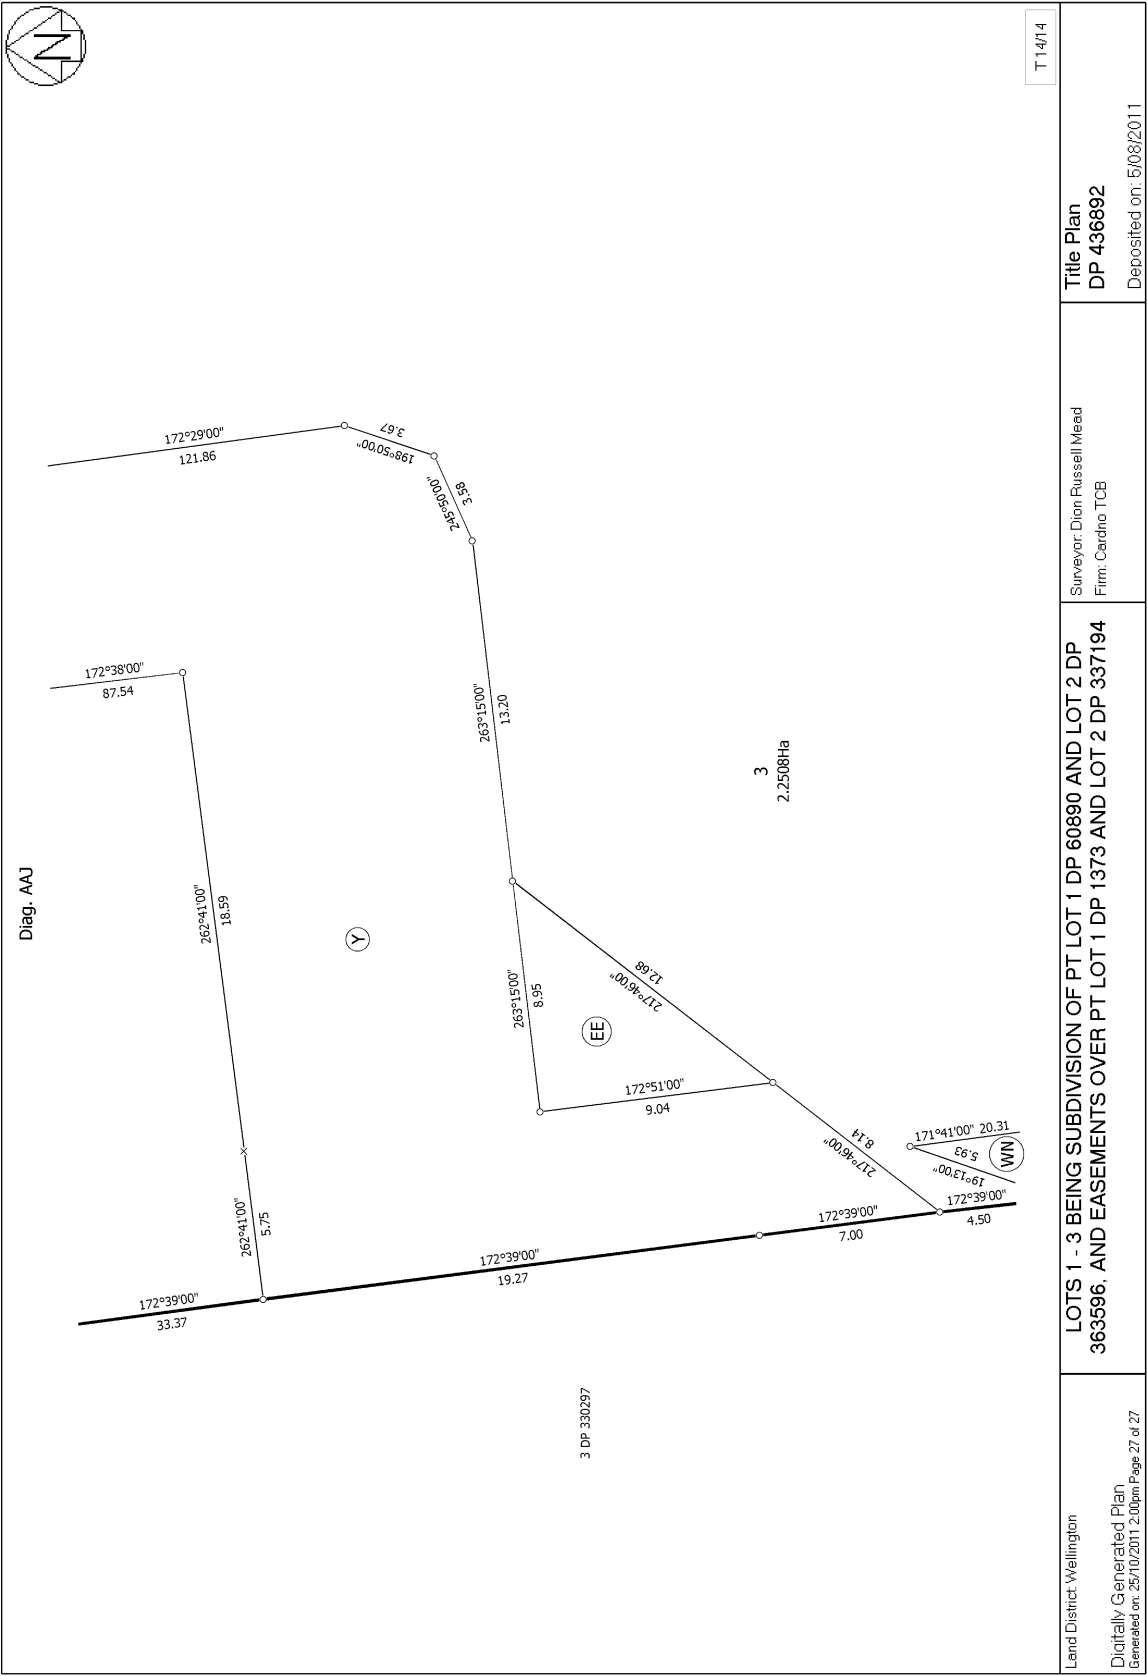 N
T 14/14
Diag. AAJ
172°29'00"
121.86
198°50'00"
3.67
245°50'00"
3.58
172°38'00"
87.54
262°41'00"
18.59
263°15'00"
13.20
Y
3
2.2508Ha
263°15'00"
8.95
EE
217°46'00"
12.68
172°51'00"
9.04
217°46'00"
8.14
171°41'00" 20.31
5.93
19°13'00"
WN
262°41'00"
5.75
172°39'00"
33.37
172°39'00"
19.27
172°39'00"
7.00
172°39'00"
4.50
3 DP 330297
Land District: Wellington
Digitally Generated Plan
Generated on: 25/10/2011 2:00pm Page 27 of 27
LOTS 1 - 3 BEING SUBDIVISION OF PT LOT 1 DP 60890 AND LOT 2 DP
363596, AND EASEMENTS OVER PT LOT 1 DP 1373 AND LOT 2 DP 337194
Surveyor: Dion Russell Mead
Firm: Cardno TCB
Title Plan
DP 436892
Deposited on: 5/08/2011